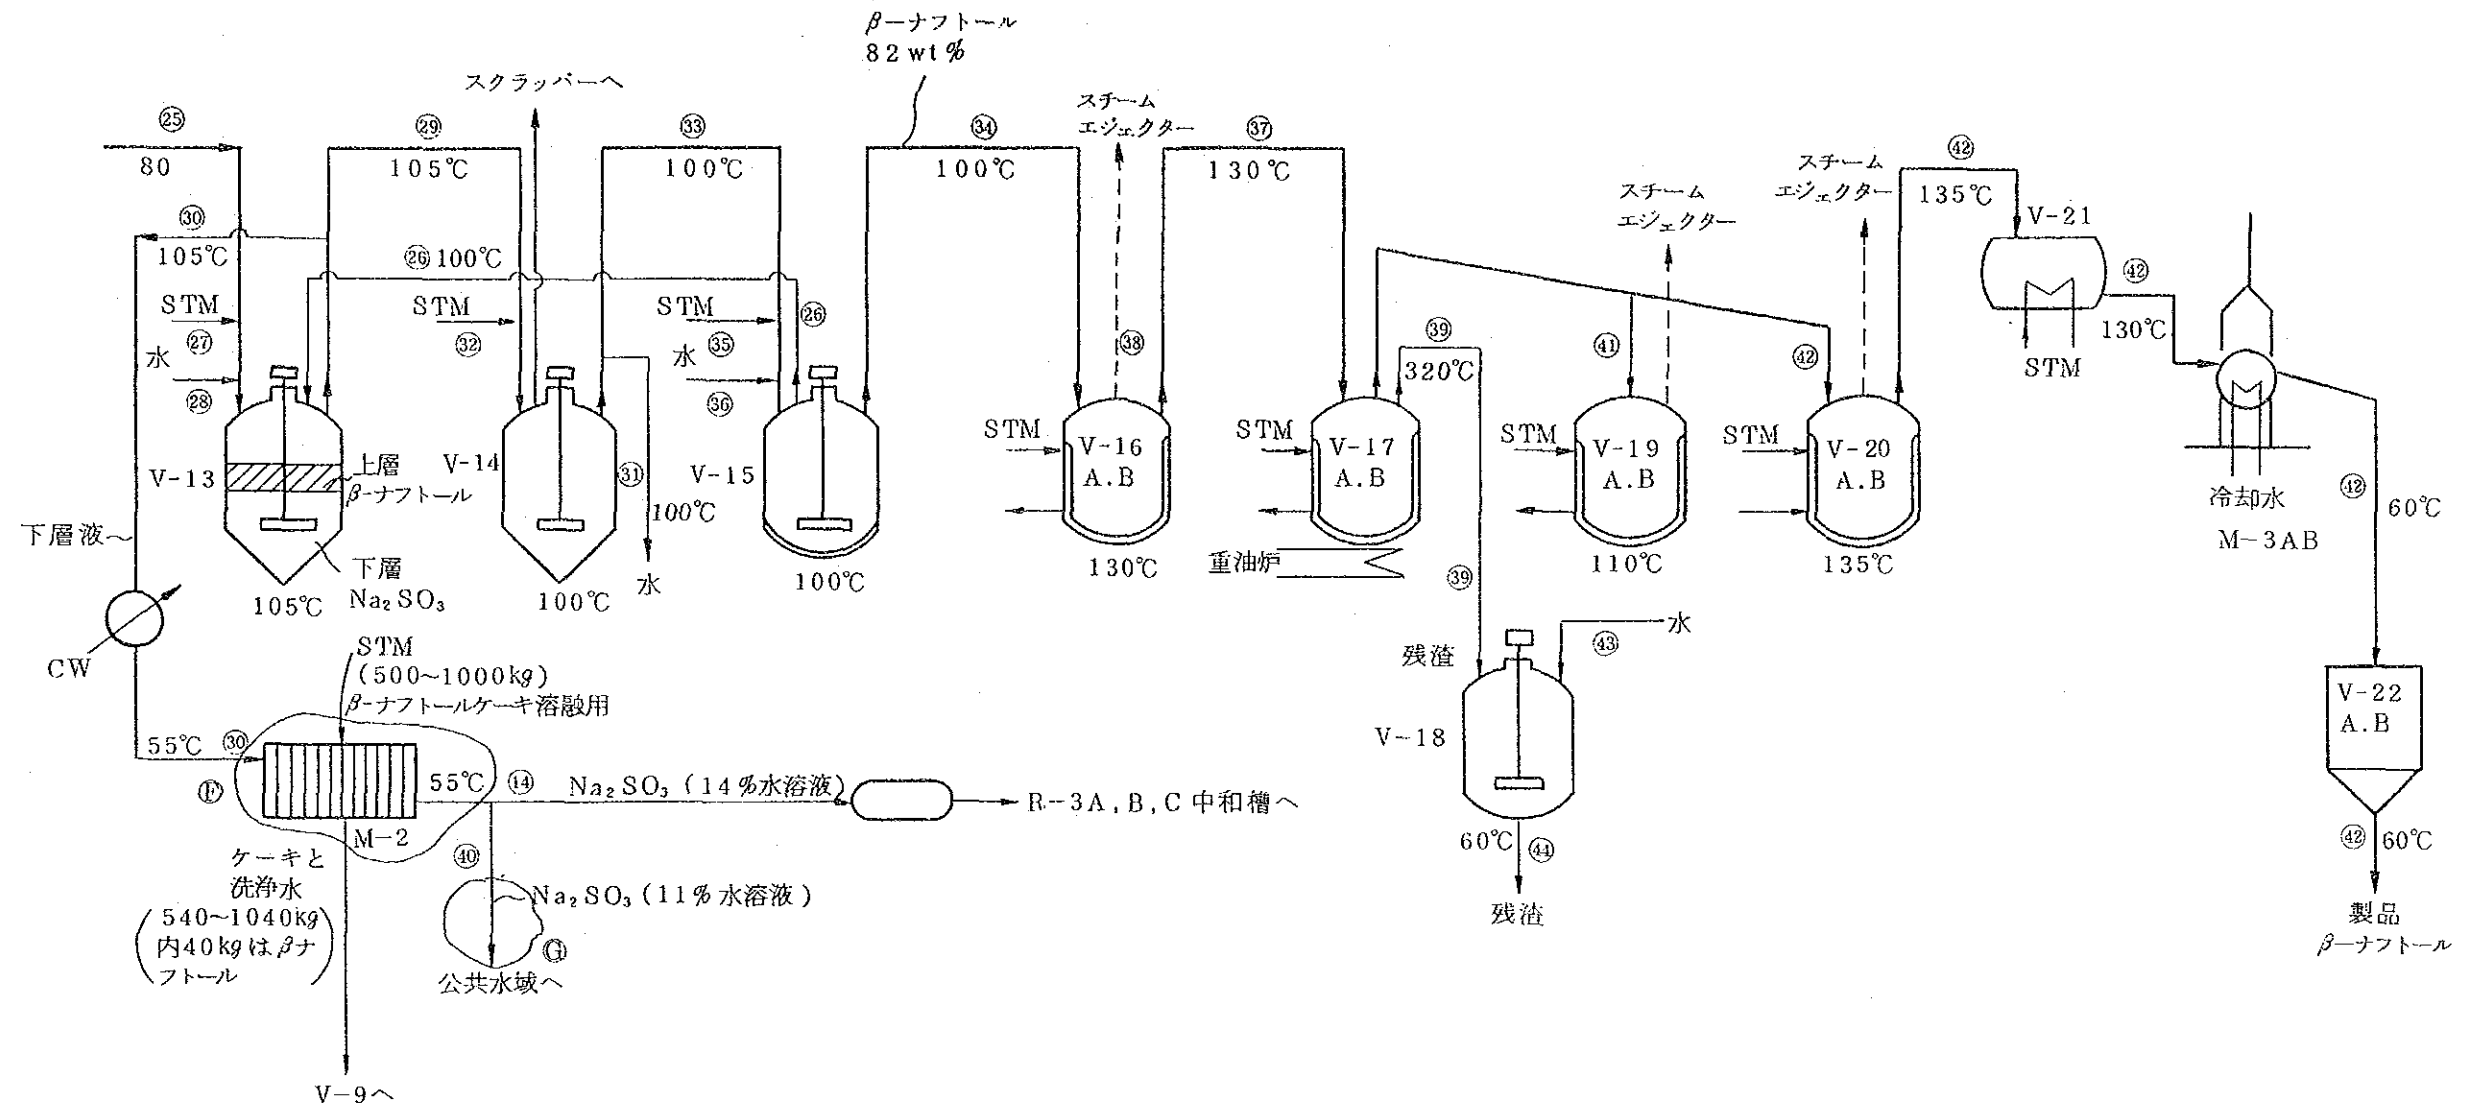 β-ナフトール
82wt%
スクラッバーヘ
スチーム
エジェクター
㉕
80
㉙
105℃
㉝
100℃
㉞
100℃
㊲
130℃
スチーム
エジェクター
スチーム
エジェクター
㊷
135℃
V-21
㊷
130℃
STM
㉚
105℃
㉖100℃
STM
㉗
水
㉘
STM
㉜
STM
㉟
水
㊱
㉖
㊳
㊴
320℃
㊶
㊷
V-13
上層
β-ナフトール
下層
Na₂SO₃
105℃
V-14
100℃
㉛
100℃
水
V-15
100℃
STM
V-16
A.B
130℃
STM
V-17
A.B
重油炉
STM
V-19
A.B
110℃
STM
V-20
A.B
135℃
冷却水
M-3AB
㊷
60℃
下層液~
CW
STM
(500~1000kg)
β-ナフトールケーキ溶融用
55℃
㉚
Ⓕ
55℃
⑭
Na₂SO₃(14%水溶液)
R-3A,B,C中和槽へ
M-2
ケーキと
洗浄水
540~1040kg
内40kgはβナ
フトール
㊵
Na₂SO₃(11%水溶液)
Ⓖ
公共水域へ
V-9へ
㊴
残渣
水
㊸
V-18
60℃
㊹
残渣
V-22
A.B
㊷
60℃
製品
β-ナフトール